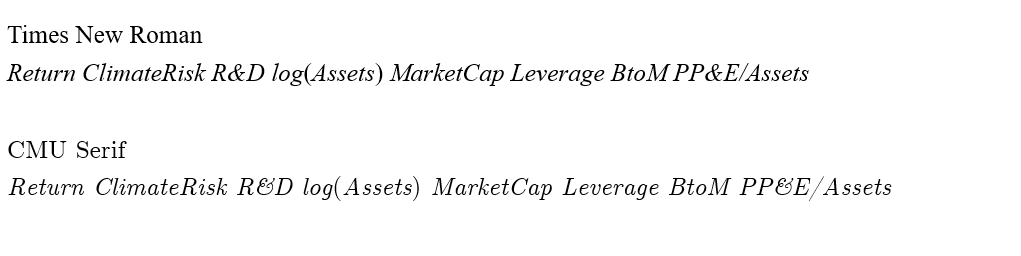 Times New Roman
Return ClimateRisk R&D log(Assets) MarketCap Leverage BtoM PP&E/Assets
CMU Serif
Return ClimateRisk R&D log(Assets) MarketCap Leverage BtoM PP&E/Assets